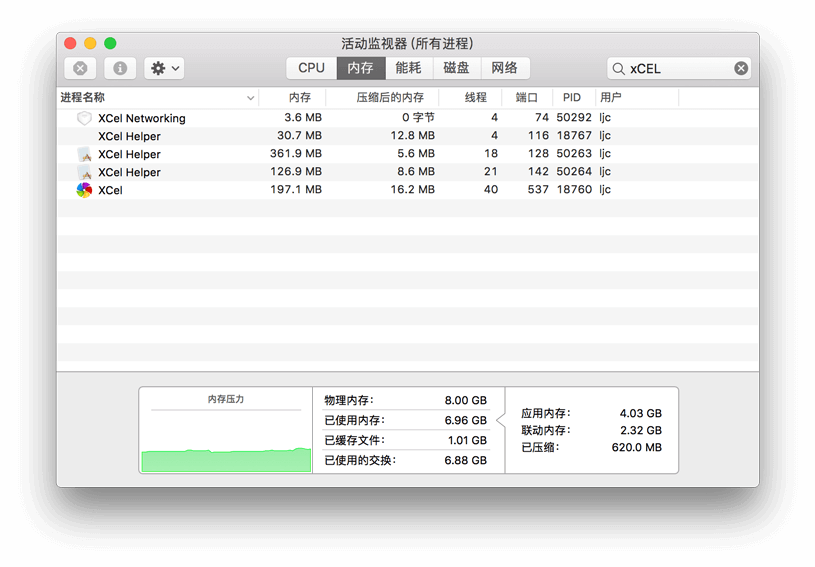 活动监视器 (所有进程)
CPU 内存 能耗 磁盘 网络 xCEL
进程名称 内存 压缩后的内存 线程 端口 PID 用户
XCel Networking 3.6 MB 0 字节 4 74 50292 ljc
XCel Helper 30.7 MB 12.8 MB 4 116 18767 ljc
XCel Helper 361.9 MB 5.6 MB 18 128 50263 ljc
XCel Helper 126.9 MB 8.6 MB 21 142 50264 ljc
XCel 197.1 MB 16.2 MB 40 537 18760 ljc
内存压力
物理内存: 8.00 GB
已使用内存: 6.96 GB
已缓存文件: 1.01 GB
已使用的交换: 6.88 GB
应用内存: 4.03 GB
联动内存: 2.32 GB
已压缩: 620.0 MB